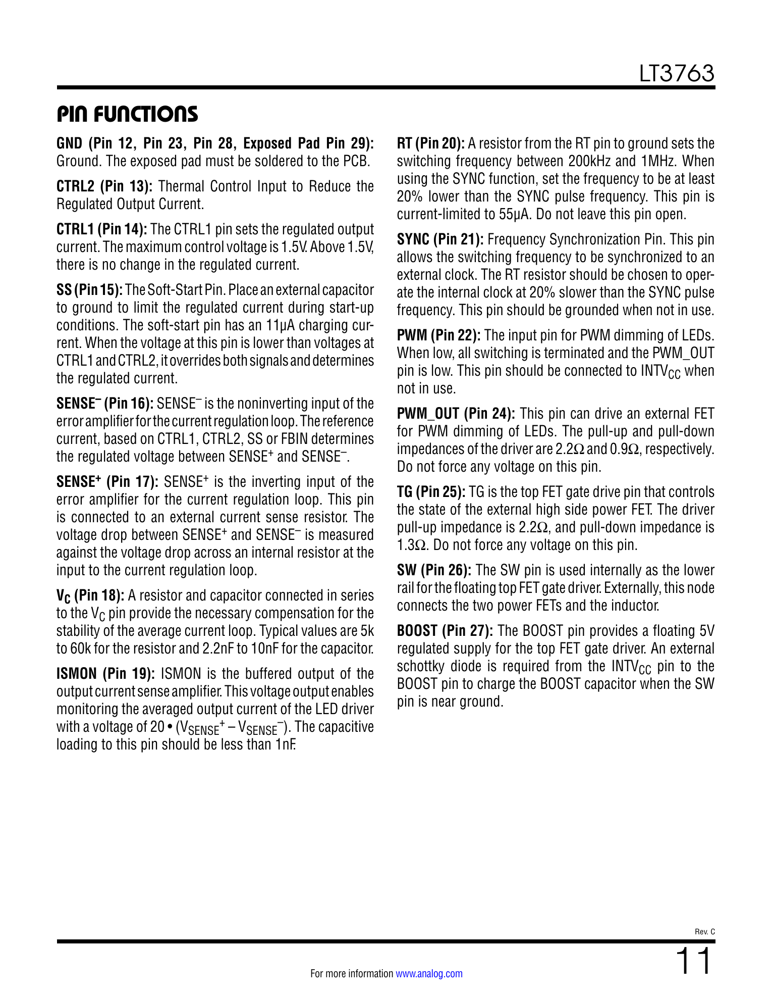 LT3763
PIN FUNCTIONS
GND (Pin 12, Pin 23, Pin 28, Exposed Pad Pin 29):
Ground. The exposed pad must be soldered to the PCB.
CTRL2 (Pin 13): Thermal Control Input to Reduce the
Regulated Output Current.
CTRL1 (Pin 14): The CTRL1 pin sets the regulated output
current. The maximum control voltage is 1.5V. Above 1.5V,
there is no change in the regulated current.
SS (Pin 15): The Soft-Start Pin. Place an external capacitor
to ground to limit the regulated current during start-up
conditions. The soft-start pin has an 11µA charging cur-
rent. When the voltage at this pin is lower than voltages at
CTRL1 and CTRL2, it overrides both signals and determines
the regulated current.
SENSE– (Pin 16): SENSE– is the noninverting input of the
error amplifier for the current regulation loop. The reference
current, based on CTRL1, CTRL2, SS or FBIN determines
the regulated voltage between SENSE+ and SENSE–.
SENSE+ (Pin 17): SENSE+ is the inverting input of the
error amplifier for the current regulation loop. This pin
is connected to an external current sense resistor. The
voltage drop between SENSE+ and SENSE– is measured
against the voltage drop across an internal resistor at the
input to the current regulation loop.
VC (Pin 18): A resistor and capacitor connected in series
to the VC pin provide the necessary compensation for the
stability of the average current loop. Typical values are 5k
to 60k for the resistor and 2.2nF to 10nF for the capacitor.
ISMON (Pin 19): ISMON is the buffered output of the
output current sense amplifier. This voltage output enables
monitoring the averaged output current of the LED driver
with a voltage of 20 • (VSENSE+ – VSENSE–). The capacitive
loading to this pin should be less than 1nF.
RT (Pin 20): A resistor from the RT pin to ground sets the
switching frequency between 200kHz and 1MHz. When
using the SYNC function, set the frequency to be at least
20% lower than the SYNC pulse frequency. This pin is
current-limited to 55µA. Do not leave this pin open.
SYNC (Pin 21): Frequency Synchronization Pin. This pin
allows the switching frequency to be synchronized to an
external clock. The RT resistor should be chosen to oper-
ate the internal clock at 20% slower than the SYNC pulse
frequency. This pin should be grounded when not in use.
PWM (Pin 22): The input pin for PWM dimming of LEDs.
When low, all switching is terminated and the PWM_OUT
pin is low. This pin should be connected to INTVCC when
not in use.
PWM_OUT (Pin 24): This pin can drive an external FET
for PWM dimming of LEDs. The pull-up and pull-down
impedances of the driver are 2.2Ω and 0.9Ω, respectively.
Do not force any voltage on this pin.
TG (Pin 25): TG is the top FET gate drive pin that controls
the state of the external high side power FET. The driver
pull-up impedance is 2.2Ω, and pull-down impedance is
1.3Ω. Do not force any voltage on this pin.
SW (Pin 26): The SW pin is used internally as the lower
rail for the floating top FET gate driver. Externally, this node
connects the two power FETs and the inductor.
BOOST (Pin 27): The BOOST pin provides a floating 5V
regulated supply for the top FET gate driver. An external
schottky diode is required from the INTVCC pin to the
BOOST pin to charge the BOOST capacitor when the SW
pin is near ground.
Rev. C
For more information www.analog.com
11